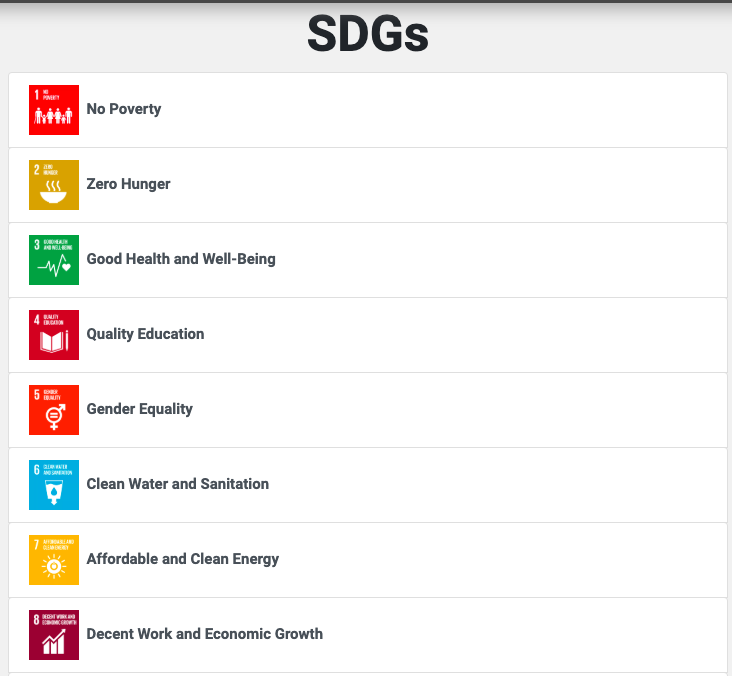 SDGs
1 NO
POVERTY
No Poverty
2 ZERO
HUNGER
Zero Hunger
3 GOOD HEALTH
AND WELL-BEING
Good Health and Well-Being
4 QUALITY
EDUCATION
Quality Education
5 GENDER
EQUALITY
Gender Equality
6 CLEAN WATER
AND SANITATION
Clean Water and Sanitation
7 AFFORDABLE AND
CLEAN ENERGY
Affordable and Clean Energy
8 DECENT WORK AND
ECONOMIC GROWTH
Decent Work and Economic Growth